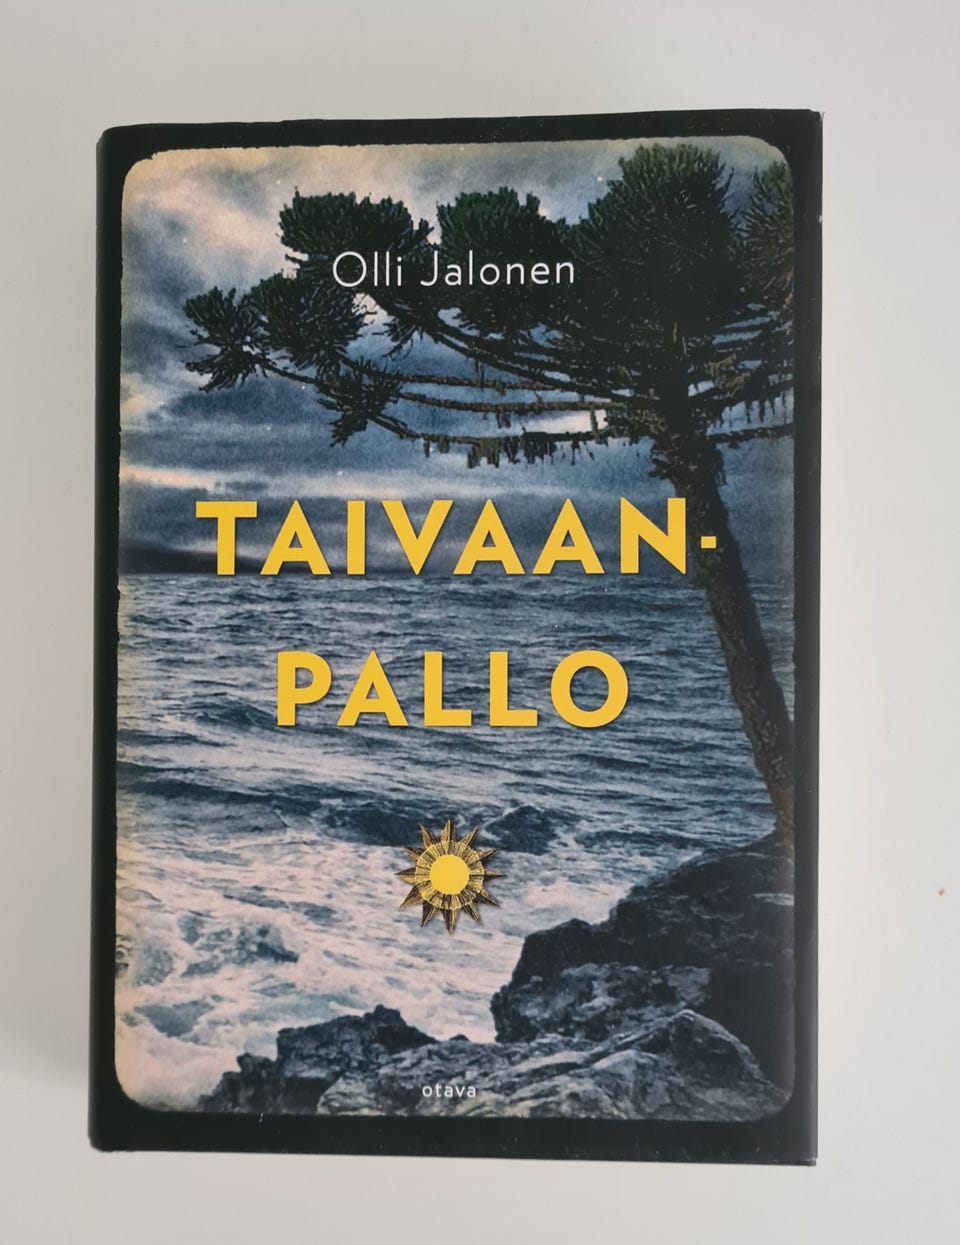 Olli Jalonen
TAIVAAN-
PALLO
otava